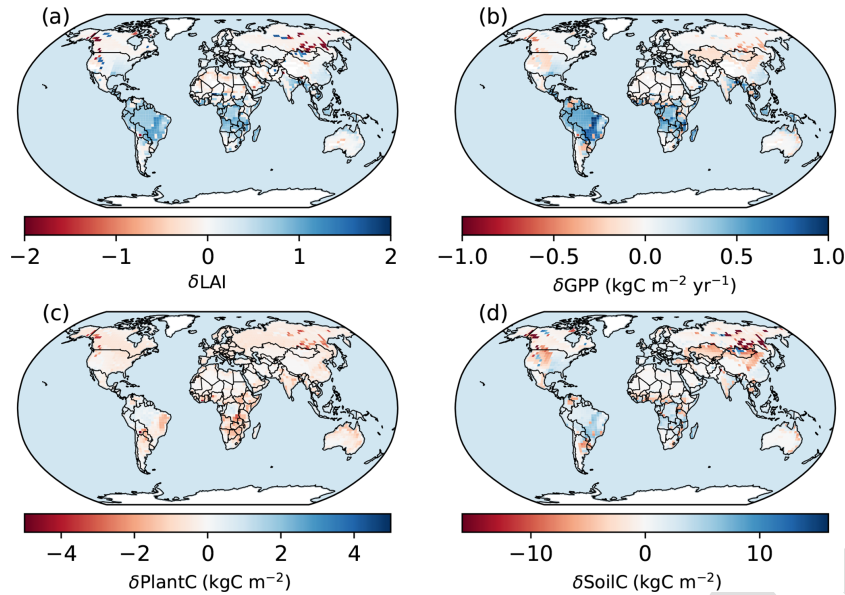 (a)
(b)
−2 −1 0 1 2
δLAI
−1.0 −0.5 0.0 0.5 1.0
δGPP (kgC m⁻² yr⁻¹)
(c)
(d)
−4 −2 0 2 4
δPlantC (kgC m⁻²)
−10 0 10
δSoilC (kgC m⁻²)